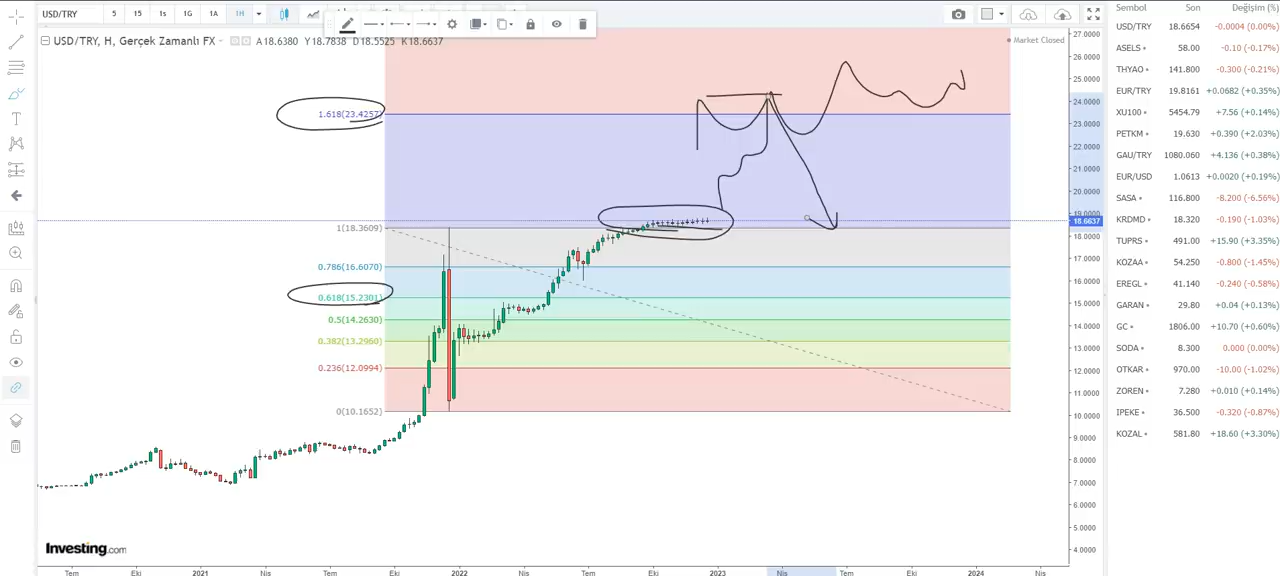 USD/TRY 5 15 1s 1G 1A 1H
USD/TRY, H, Gerçek Zamanlı FX A18.6380 Y18.7838 D18.5525 K18.6637
Market Closed
1.618(23.4257)
1(18.3609)
0.786(16.6070)
0.618(15.2301)
0.5(14.2630)
0.382(13.2960)
0.236(12.0994)
0(10.1652)
27.0000
26.0000
25.0000
24.0000
23.0000
22.0000
21.0000
20.0000
19.0000
18.6637
18.0000
17.0000
16.0000
15.0000
14.0000
13.0000
12.0000
11.0000
10.0000
9.0000
8.0000
7.0000
6.0000
5.0000
4.0000
Investing.com
Tem Eki 2021 Nis Tem Eki 2022 Nis Tem Eki 2023 Nis Tem Eki 2024 Nis
Sembol Son Değişim (%)
USD/TRY 18.6654 -0.0004 (0.00%)
ASELS 58.00 -0.10 (-0.17%)
THYAO 141.800 -0.300 (-0.21%)
EUR/TRY 19.8161 +0.0682 (+0.35%)
XU100 5454.79 +7.56 (+0.14%)
PETKM 19.630 +0.390 (+2.03%)
GAU/TRY 1080.060 +4.136 (+0.38%)
EUR/USD 1.0613 +0.0020 (+0.19%)
SASA 116.800 -8.200 (-6.56%)
KRDMD 18.320 -0.190 (-1.03%)
TUPRS 491.00 +15.90 (+3.35%)
KOZAA 54.250 -0.800 (-1.45%)
EREGL 41.140 -0.240 (-0.58%)
GARAN 29.80 +0.04 (+0.13%)
GC 1806.00 +10.70 (+0.60%)
SODA 8.300 0.000 (0.00%)
OTKAR 970.00 -10.00 (-1.02%)
ZOREN 7.280 +0.010 (+0.14%)
IPEKE 36.500 -0.320 (-0.87%)
KOZAL 581.80 +18.60 (+3.30%)